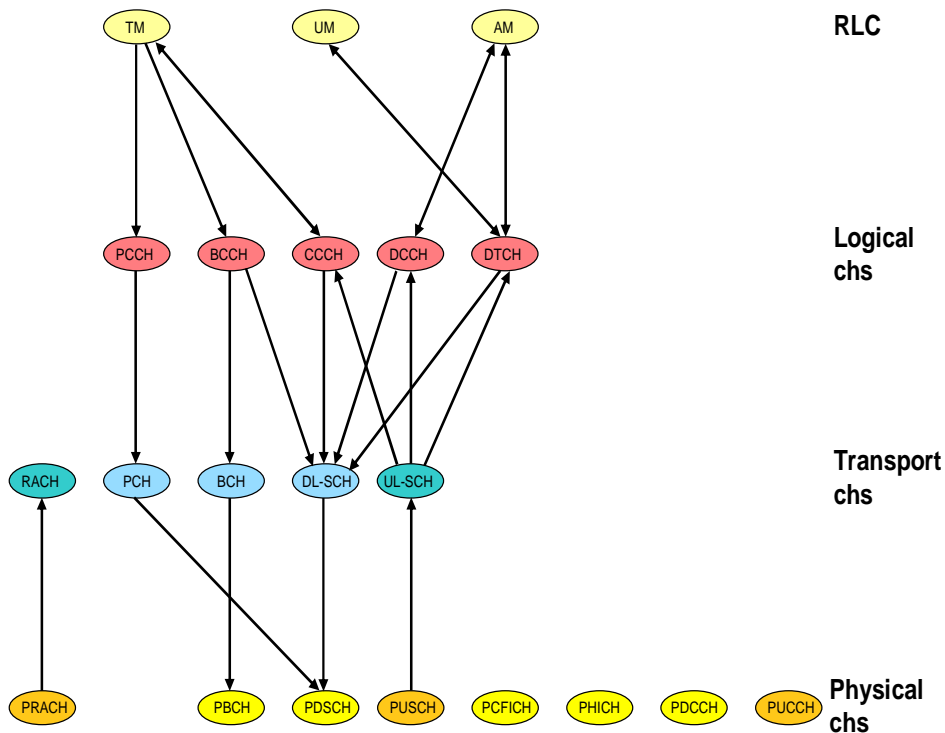 TM UM AM RLC
PCCH BCCH CCCH DCCH DTCH Logical
chs
RACH PCH BCH DL-SCH UL-SCH Transport
chs
PRACH PBCH PDSCH PUSCH PCFICH PHICH PDCCH PUCCH Physical
chs